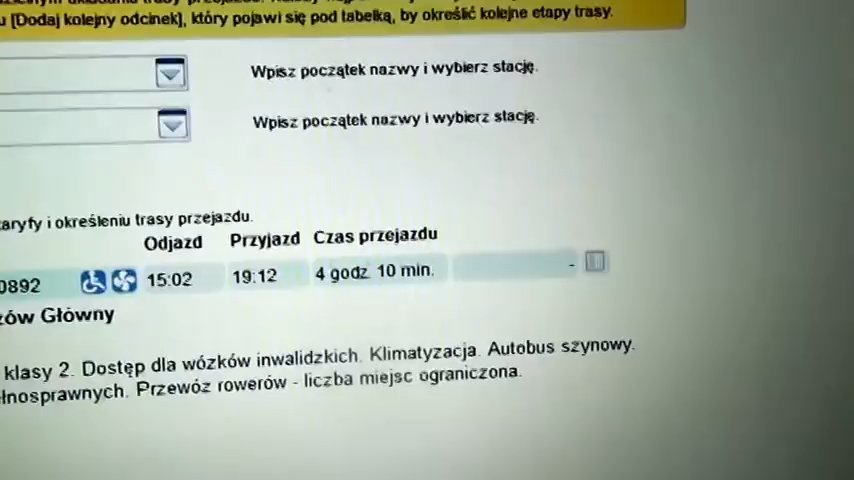 u [Dodaj kolejny odcinek], który pojawi się pod tabelką, by określić kolejne etapy trasy.
Wpisz początek nazwy i wybierz stację.
Wpisz początek nazwy i wybierz stację.
aryfy i określeniu trasy przejazdu.
Odjazd Przyjazd Czas przejazdu
0892 15:02 19:12 4 godz. 10 min. -
zów Główny
klasy 2. Dostęp dla wózków inwalidzkich. Klimatyzacja. Autobus szynowy.
łnosprawnych. Przewóz rowerów - liczba miejsc ograniczona.